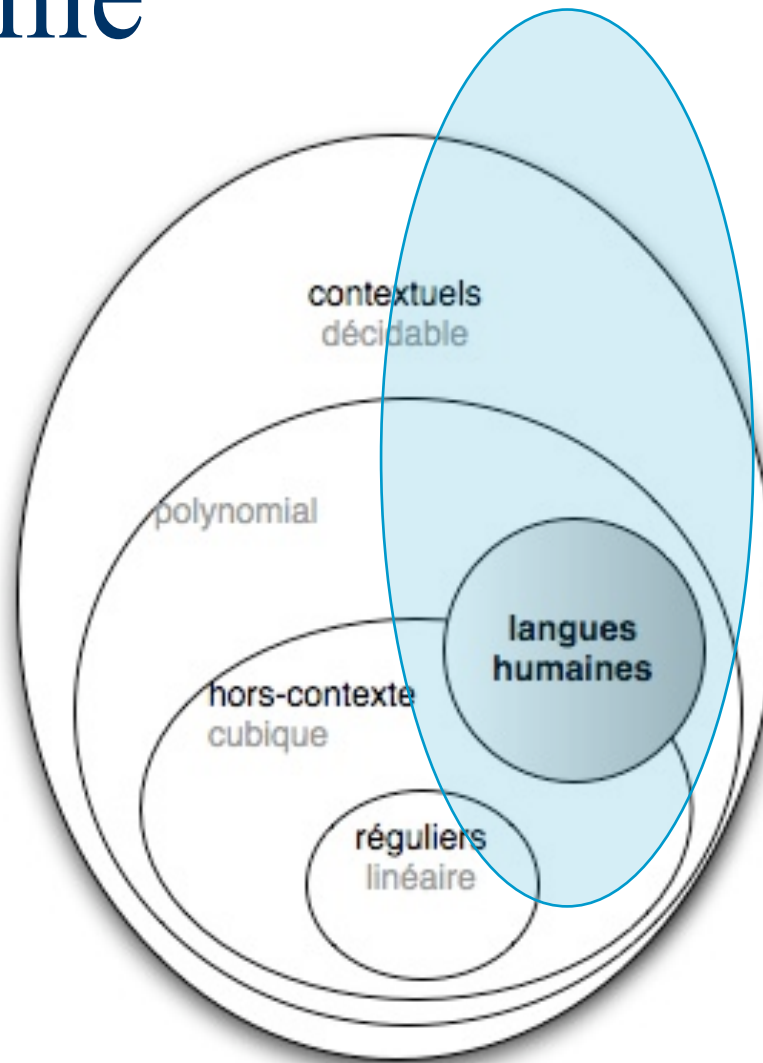 contextuels
décidable
polynomial
langues
humaines
hors-contexte
cubique
réguliers
linéaire